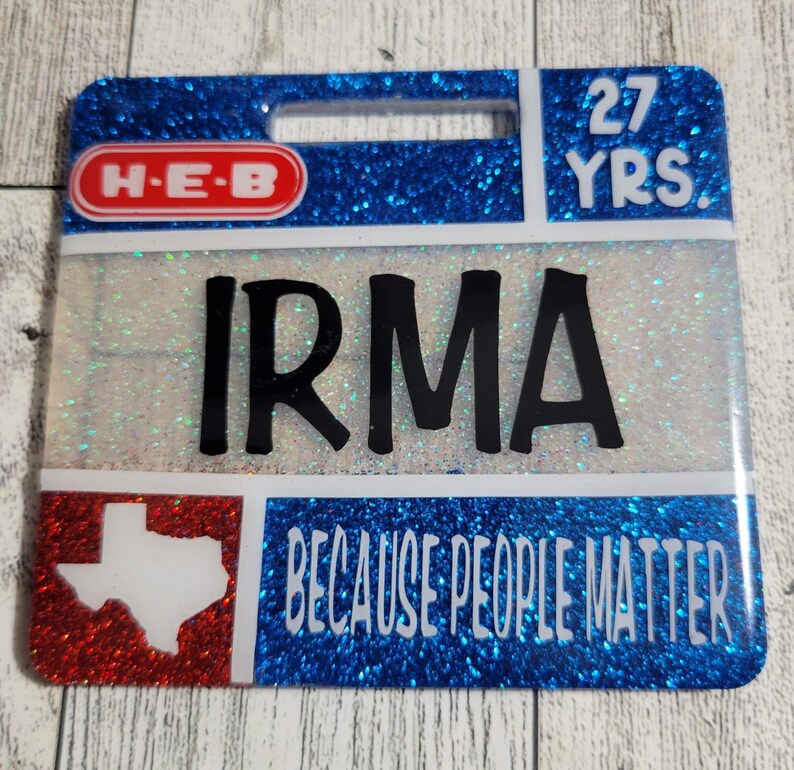 H-E-B
27
YRS.
IRMA
BECAUSE PEOPLE MATTER